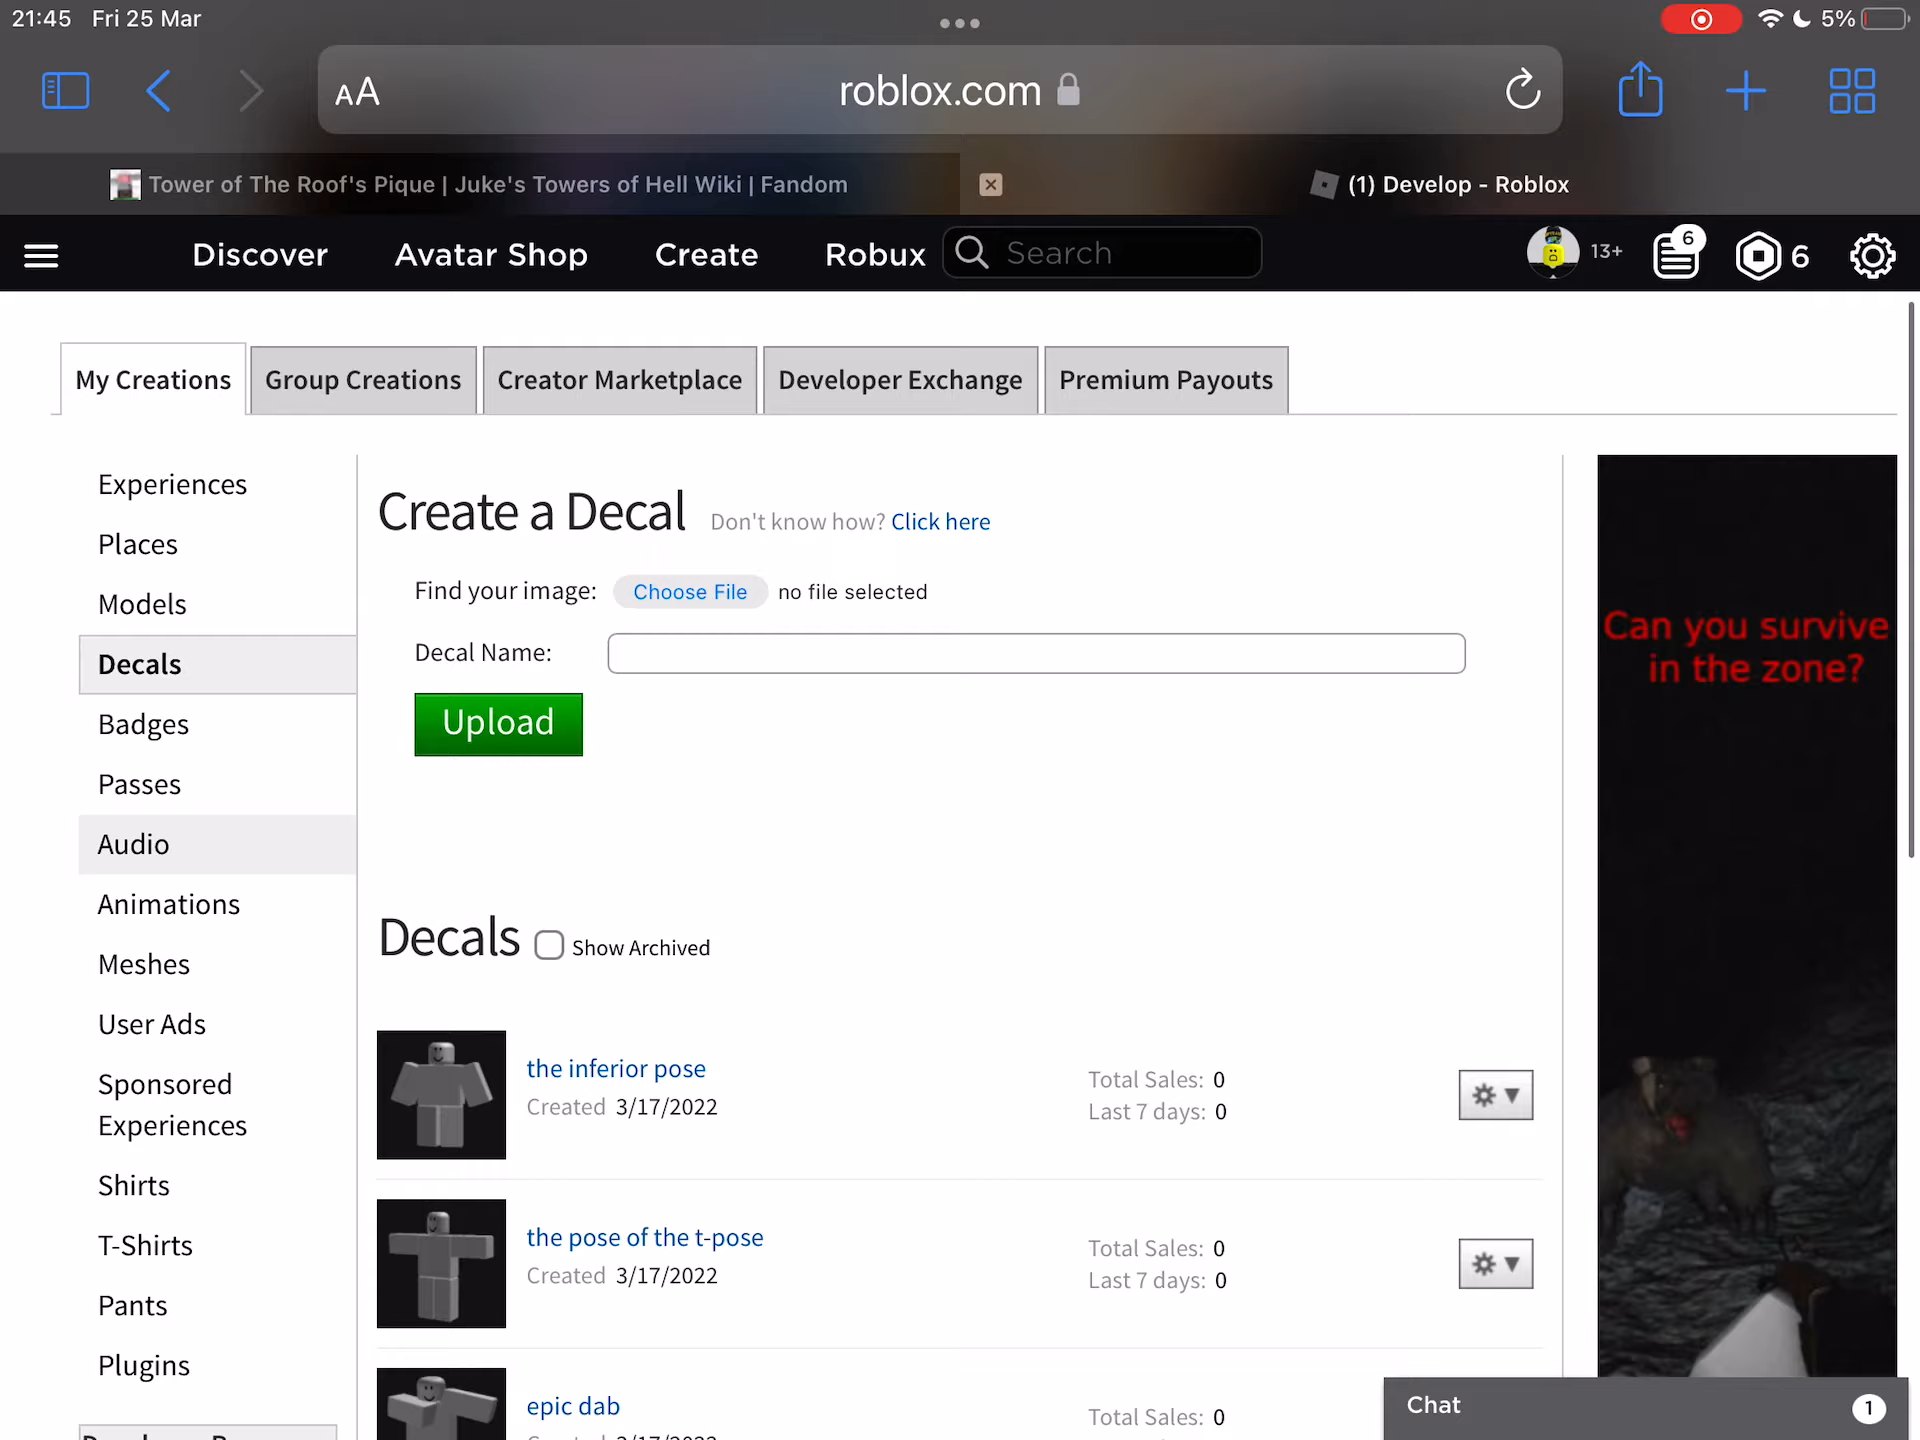 21:45 Fri 25 Mar
5%
AA
roblox.com
Tower of The Roof's Pique | Juke's Towers of Hell Wiki | Fandom
(1) Develop - Roblox
Discover
Avatar Shop
Create
Robux
Search
13+
6
6
My Creations
Group Creations
Creator Marketplace
Developer Exchange
Premium Payouts
Experiences
Places
Models
Decals
Badges
Passes
Audio
Animations
Meshes
User Ads
Sponsored
Experiences
Shirts
T-Shirts
Pants
Plugins
Create a Decal Don't know how? Click here
Find your image: Choose File no file selected
Decal Name:
Upload
Decals Show Archived
the inferior pose
Created 3/17/2022
Total Sales: 0
Last 7 days: 0
the pose of the t-pose
Created 3/17/2022
Total Sales: 0
Last 7 days: 0
epic dab
Total Sales: 0
Can you survive
in the zone?
Chat
1